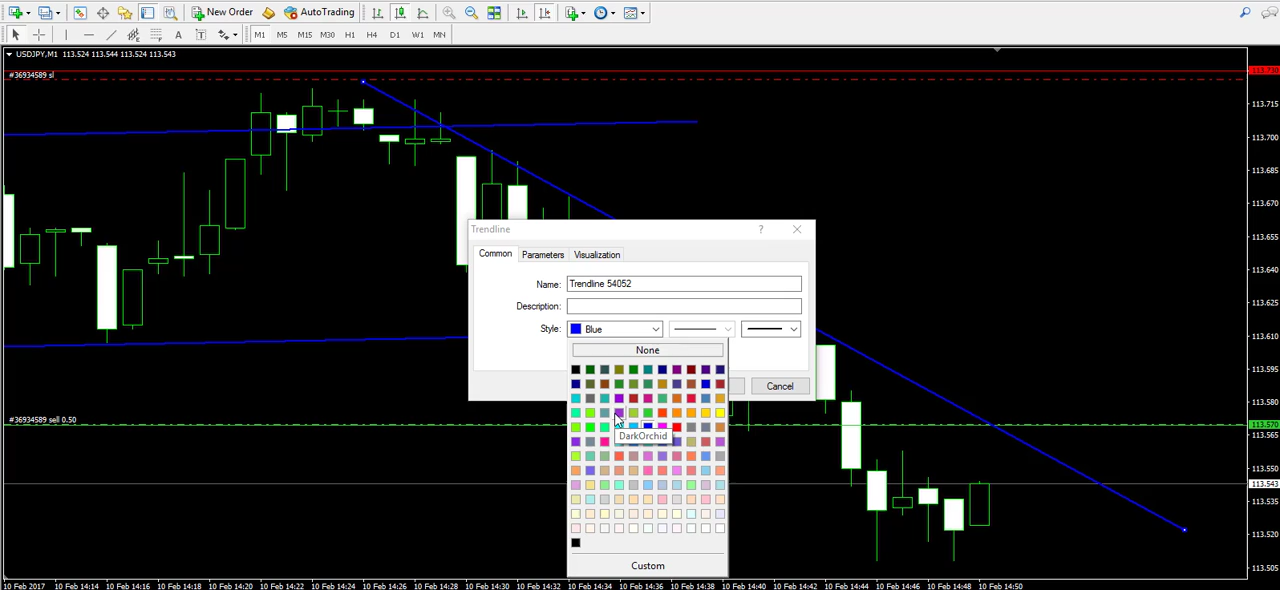 New Order AutoTrading
A T M1 M5 M15 M30 H1 H4 D1 W1 MN
USDJPY,M1 113.524 113.544 113.524 113.543
#36934589 sl
113.730
113.715
113.700
113.685
113.670
113.655
113.640
113.625
113.610
113.595
113.580
#36934589 sell 0.50
113.570
113.565
113.550
113.543
113.535
113.520
113.505
Trendline ?
Common Parameters Visualization
Name: Trendline 54052
Description:
Style: Blue
None
DarkOrchid
Custom
Cancel
10 Feb 2017 10 Feb 14:14 10 Feb 14:16 10 Feb 14:18 10 Feb 14:20 10 Feb 14:22 10 Feb 14:24 10 Feb 14:26 10 Feb 14:28 10 Feb 14:30 10 Feb 14:32 10 Feb 14:34 10 Feb 14:36 10 Feb 14:38 10 Feb 14:40 10 Feb 14:42 10 Feb 14:44 10 Feb 14:46 10 Feb 14:48 10 Feb 14:50